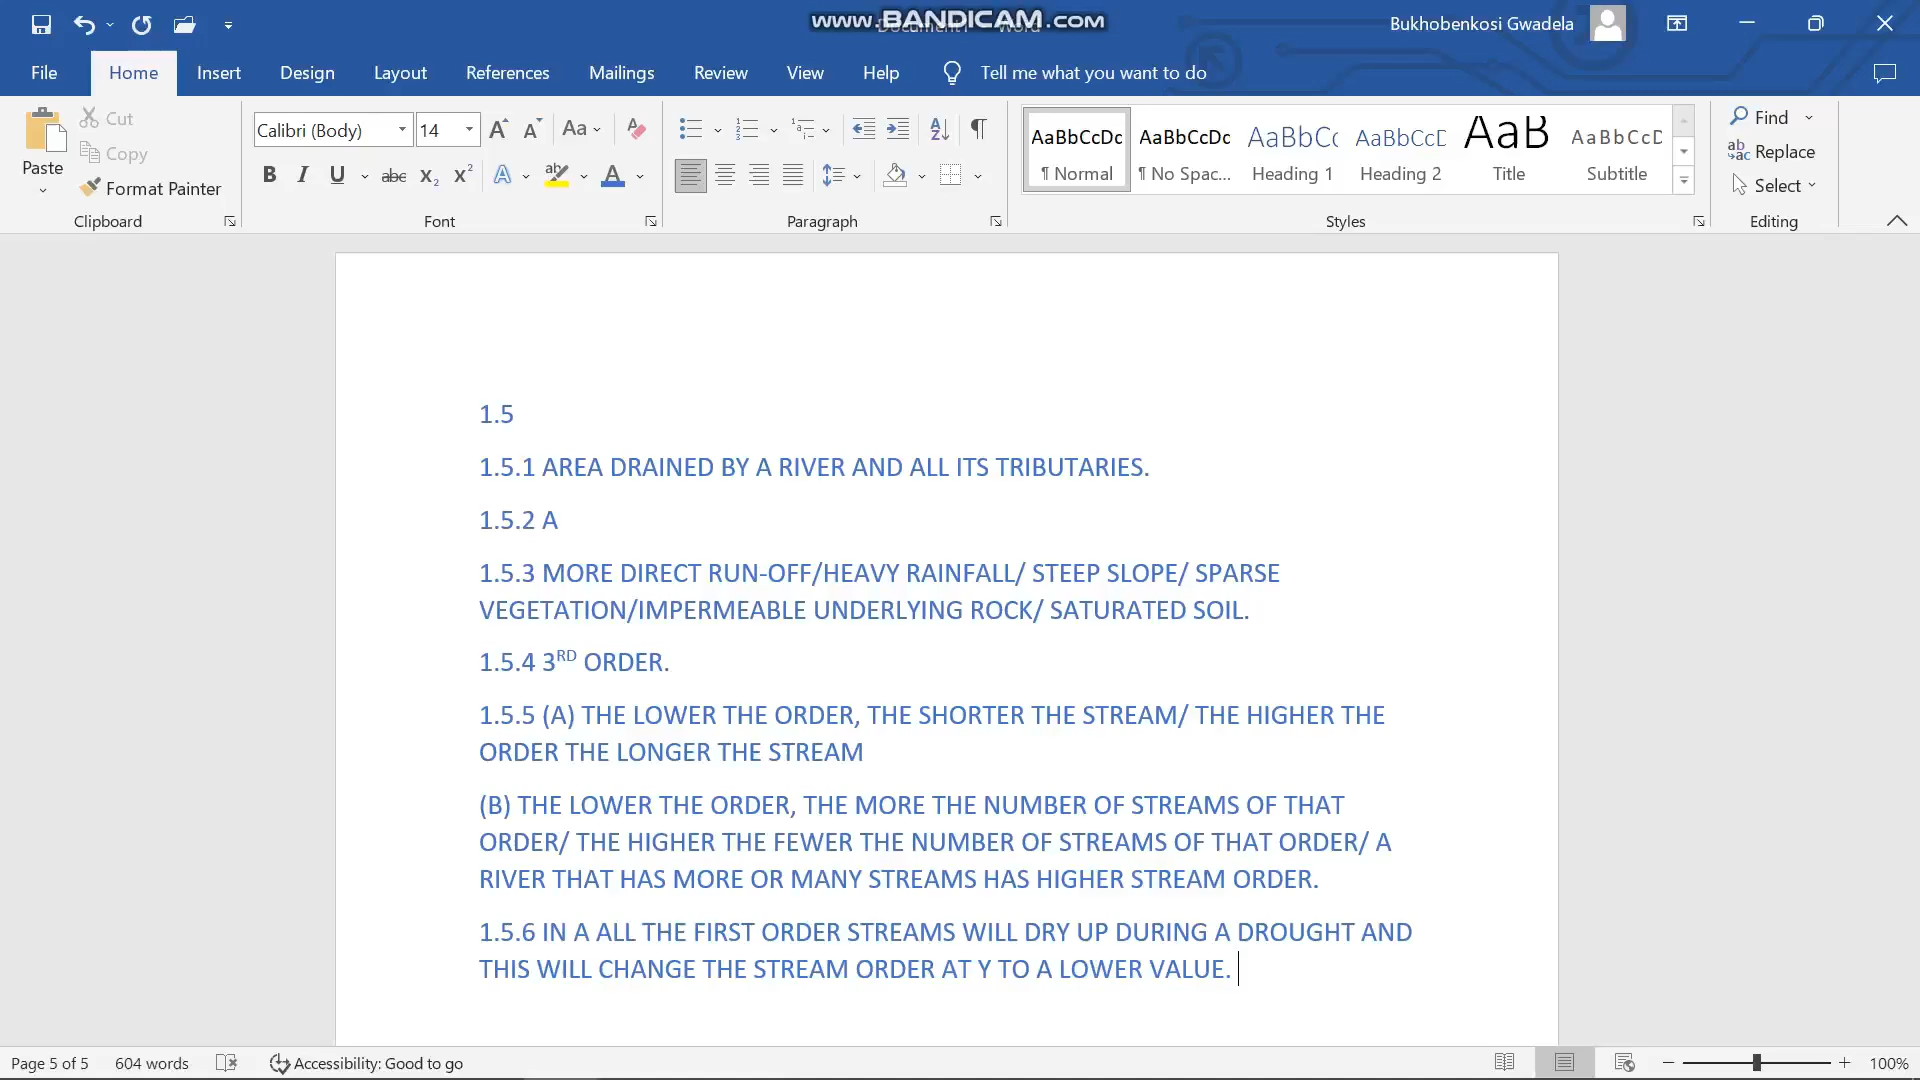 www.BANDICAM.com
Bukhobenkosi Gwadela
File Home Insert Design Layout References Mailings Review View Help Tell me what you want to do
Paste
Cut
Copy
Format Painter
Clipboard
Calibri (Body) 14
Font
Paragraph
AaBbCcDc AaBbCcDc AaBbCc AaBbCcD AaB AaBbCcD
¶ Normal ¶ No Spac... Heading 1 Heading 2 Title Subtitle
Styles
Find
Replace
Select
Editing
1.5
1.5.1 AREA DRAINED BY A RIVER AND ALL ITS TRIBUTARIES.
1.5.2 A
1.5.3 MORE DIRECT RUN-OFF/HEAVY RAINFALL/ STEEP SLOPE/ SPARSE
VEGETATION/IMPERMEABLE UNDERLYING ROCK/ SATURATED SOIL.
1.5.4 3RD ORDER.
1.5.5 (A) THE LOWER THE ORDER, THE SHORTER THE STREAM/ THE HIGHER THE
ORDER THE LONGER THE STREAM
(B) THE LOWER THE ORDER, THE MORE THE NUMBER OF STREAMS OF THAT
ORDER/ THE HIGHER THE FEWER THE NUMBER OF STREAMS OF THAT ORDER/ A
RIVER THAT HAS MORE OR MANY STREAMS HAS HIGHER STREAM ORDER.
1.5.6 IN A ALL THE FIRST ORDER STREAMS WILL DRY UP DURING A DROUGHT AND
THIS WILL CHANGE THE STREAM ORDER AT Y TO A LOWER VALUE.
Page 5 of 5 604 words Accessibility: Good to go 100%